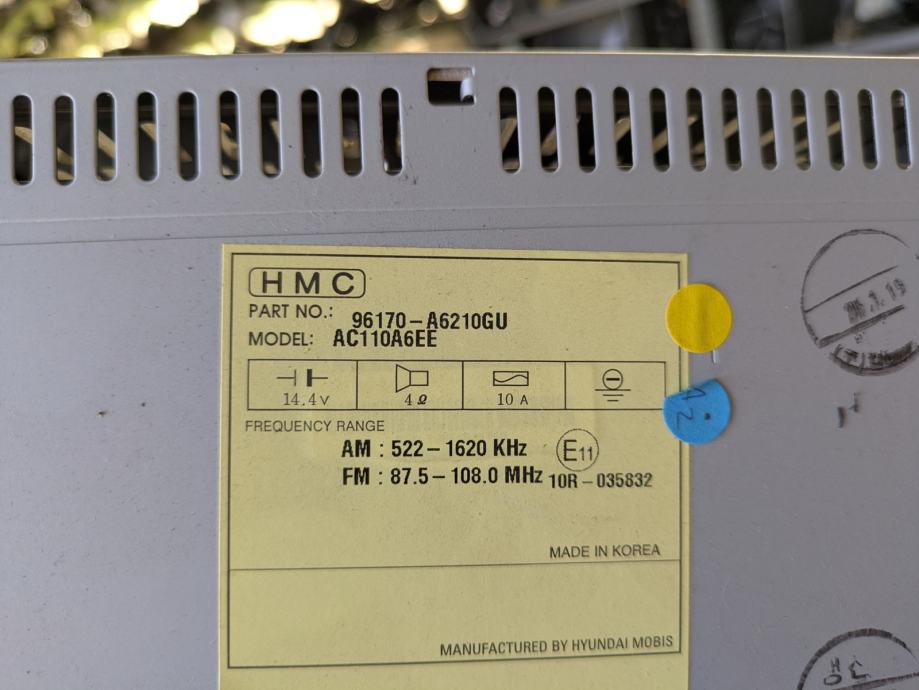 HMC
PART NO.: 96170-A6210GU
MODEL: AC110A6EE
14.4V 4Ω 10 A
FREQUENCY RANGE
AM : 522-1620 KHz E11
FM : 87.5-108.0 MHz 10R-035832
MADE IN KOREA
MANUFACTURED BY HYUNDAI MOBIS